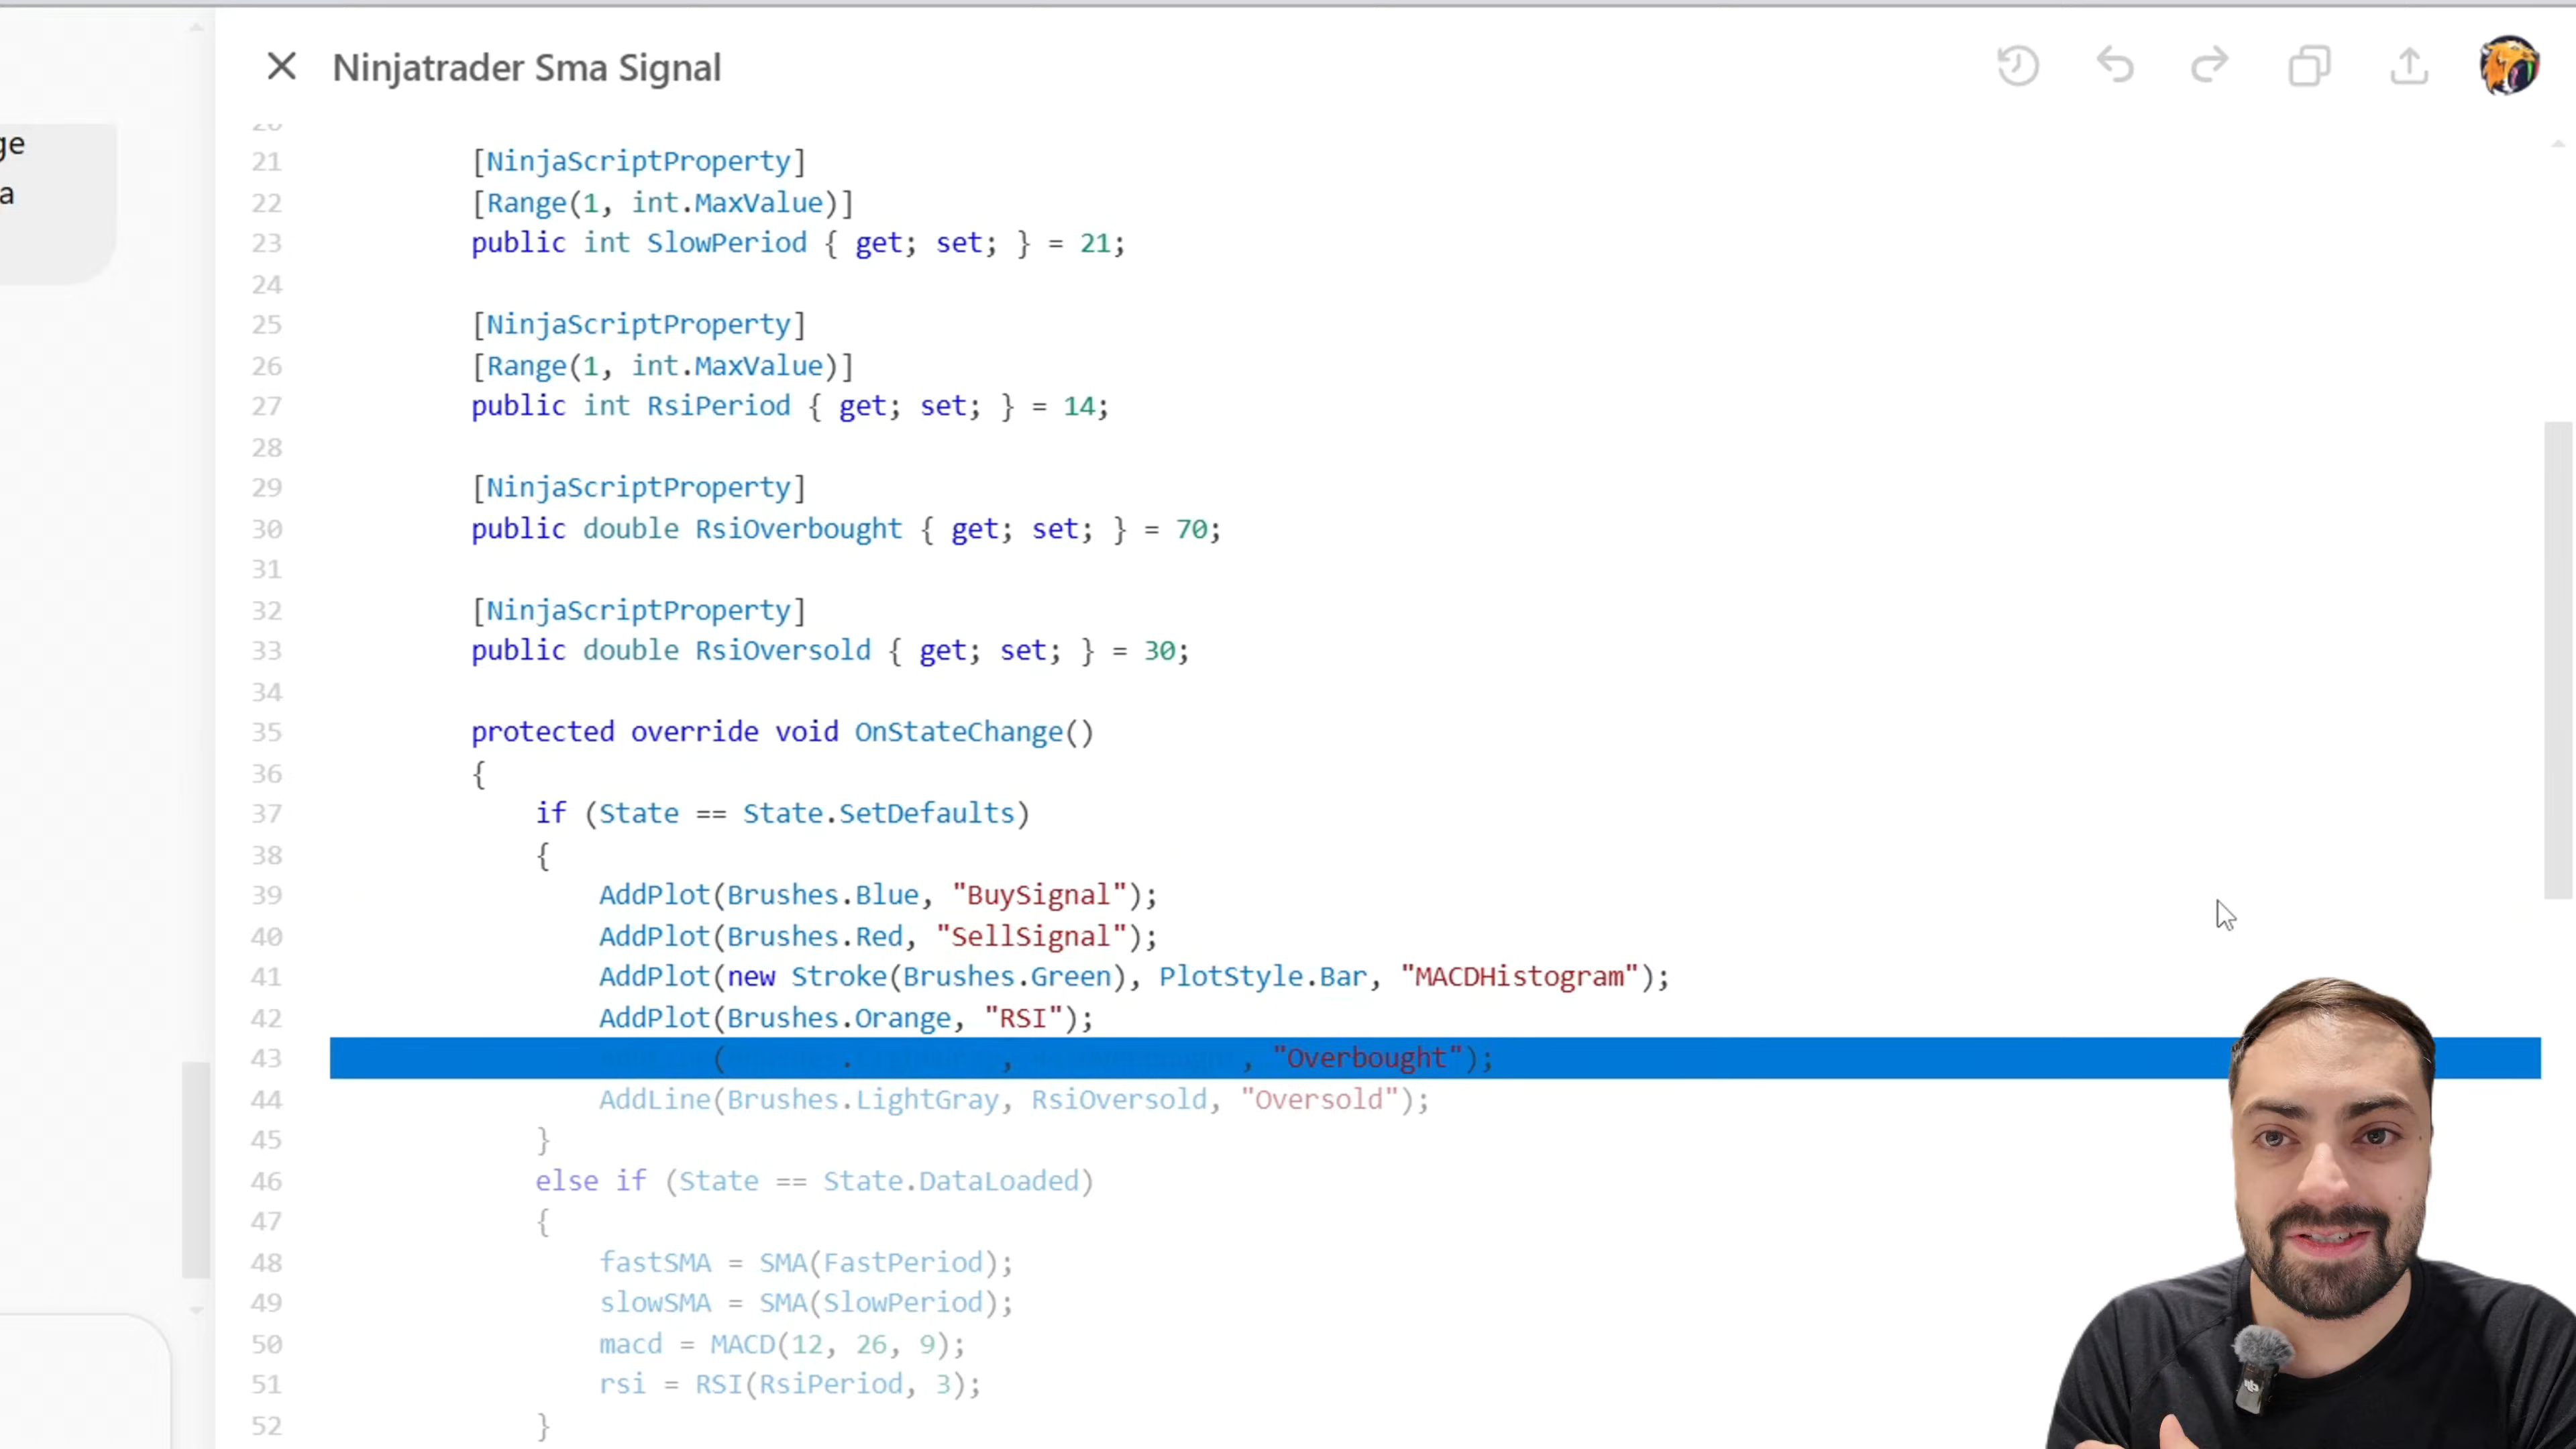 Ninjatrader Sma Signal
ge
a
21 [NinjaScriptProperty]
22 [Range(1, int.MaxValue)]
23 public int SlowPeriod { get; set; } = 21;
24
25 [NinjaScriptProperty]
26 [Range(1, int.MaxValue)]
27 public int RsiPeriod { get; set; } = 14;
28
29 [NinjaScriptProperty]
30 public double RsiOverbought { get; set; } = 70;
31
32 [NinjaScriptProperty]
33 public double RsiOversold { get; set; } = 30;
34
35 protected override void OnStateChange()
36 {
37 if (State == State.SetDefaults)
38 {
39 AddPlot(Brushes.Blue, "BuySignal");
40 AddPlot(Brushes.Red, "SellSignal");
41 AddPlot(new Stroke(Brushes.Green), PlotStyle.Bar, "MACDHistogram");
42 AddPlot(Brushes.Orange, "RSI");
43 ( . , , "Overbought");
44 AddLine(Brushes.LightGray, RsiOversold, "Oversold");
45 }
46 else if (State == State.DataLoaded)
47 {
48 fastSMA = SMA(FastPeriod);
49 slowSMA = SMA(SlowPeriod);
50 macd = MACD(12, 26, 9);
51 rsi = RSI(RsiPeriod, 3);
52 }